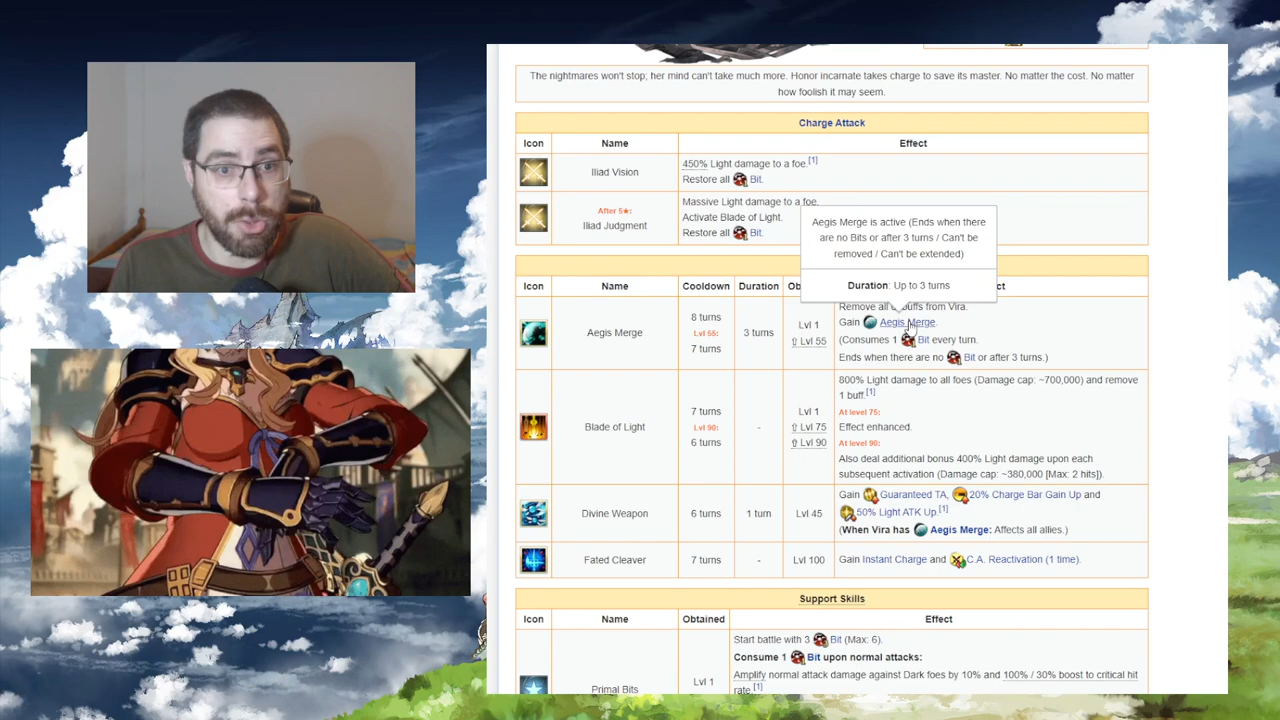 The nightmares won't stop; her mind can't take much more. Honor incarnate takes charge to save its master. No matter the cost. No matter
how foolish it may seem.
Charge Attack
Icon Name Effect
Iliad Vision
450% Light damage to a foe.[1]
Restore all Bit.
After 5★:
Iliad Judgment
Massive Light damage to a foe.
Activate Blade of Light.
Restore all Bit.
Aegis Merge is active (Ends when there
are no Bits or after 3 turns / Can't be
removed / Can't be extended)
Duration: Up to 3 turns
Icon Name Cooldown Duration
Aegis Merge
8 turns
Lvl 55:
7 turns
3 turns
Lvl 1
⇧ Lvl 55
Remove all from Vira.
Gain Aegis Merge.
(Consumes 1 Bit every turn.
Ends when there are no Bit or after 3 turns.)
Blade of Light
7 turns
Lvl 90:
6 turns
-
Lvl 1
⇧ Lvl 75
⇧ Lvl 90
800% Light damage to all foes (Damage cap: ~700,000) and remove
1 buff.[1]
At level 75:
Effect enhanced.
At level 90:
Also deal additional bonus 400% Light damage upon each
subsequent activation (Damage cap: ~380,000 [Max: 2 hits]).
Divine Weapon
6 turns
1 turn
Lvl 45
Gain Guaranteed TA, 20% Charge Bar Gain Up and
50% Light ATK Up.[1]
(When Vira has Aegis Merge: Affects all allies.)
Fated Cleaver
7 turns
-
Lvl 100
Gain Instant Charge and C.A. Reactivation (1 time).
Support Skills
Icon Name Obtained Effect
Primal Bits
Lvl 1
Start battle with 3 Bit (Max: 6).
Consume 1 Bit upon normal attacks:
Amplify normal attack damage against Dark foes by 10% and 100% / 30% boost to critical hit
rate.[1]